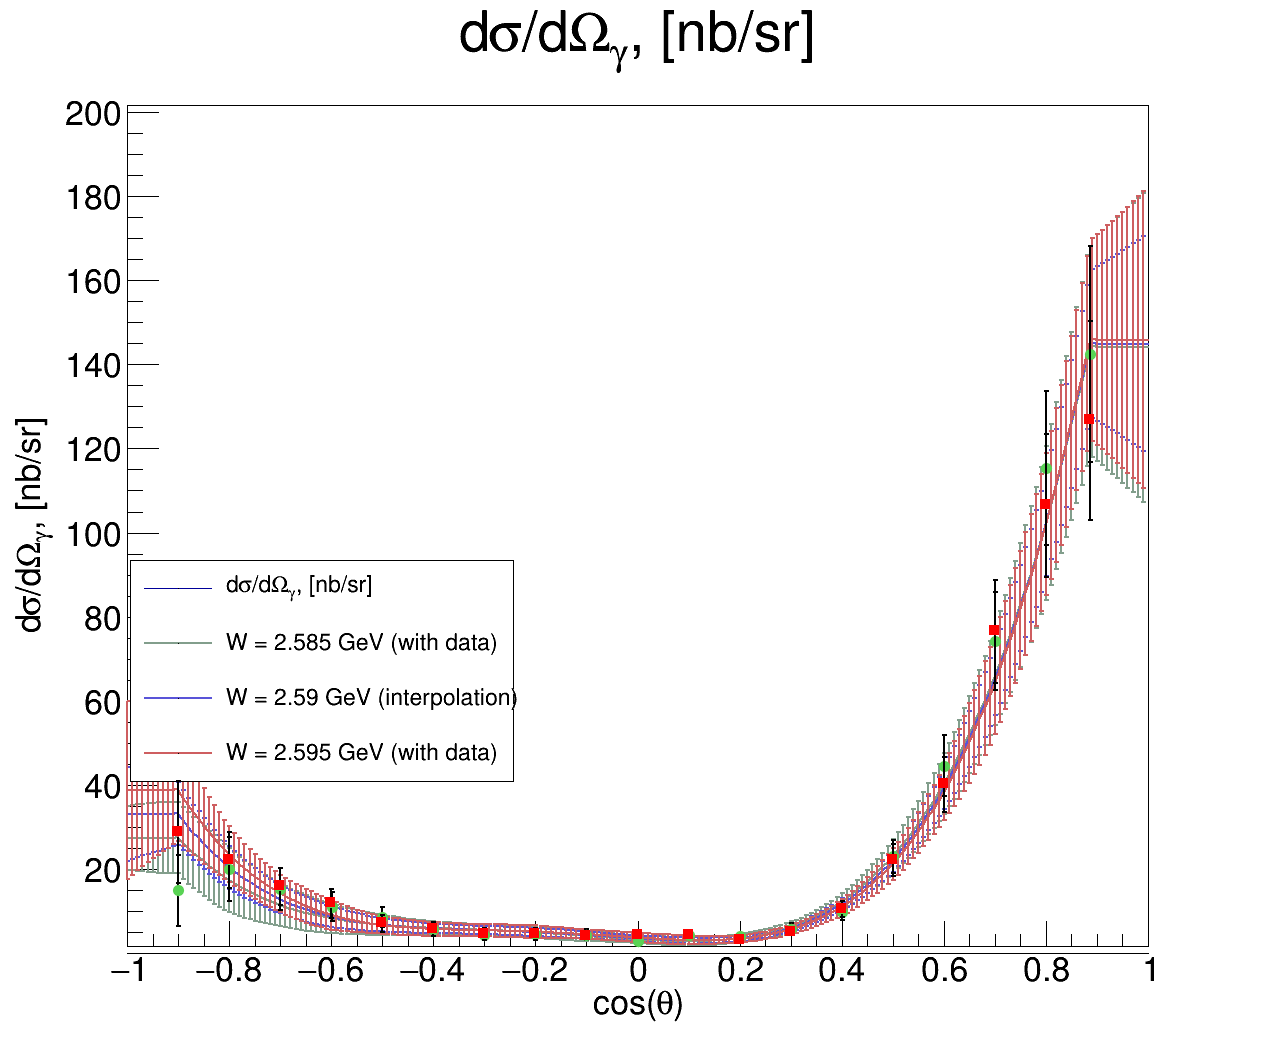 dσ/dΩγ, [nb/sr]
dσ/dΩγ, [nb/sr]
200
180
160
140
120
100
80
60
40
20
dσ/dΩγ, [nb/sr]
W = 2.585 GeV (with data)
W = 2.59 GeV (interpolation)
W = 2.595 GeV (with data)
−1 −0.8 −0.6 −0.4 −0.2 0 0.2 0.4 0.6 0.8 1
cos(θ)